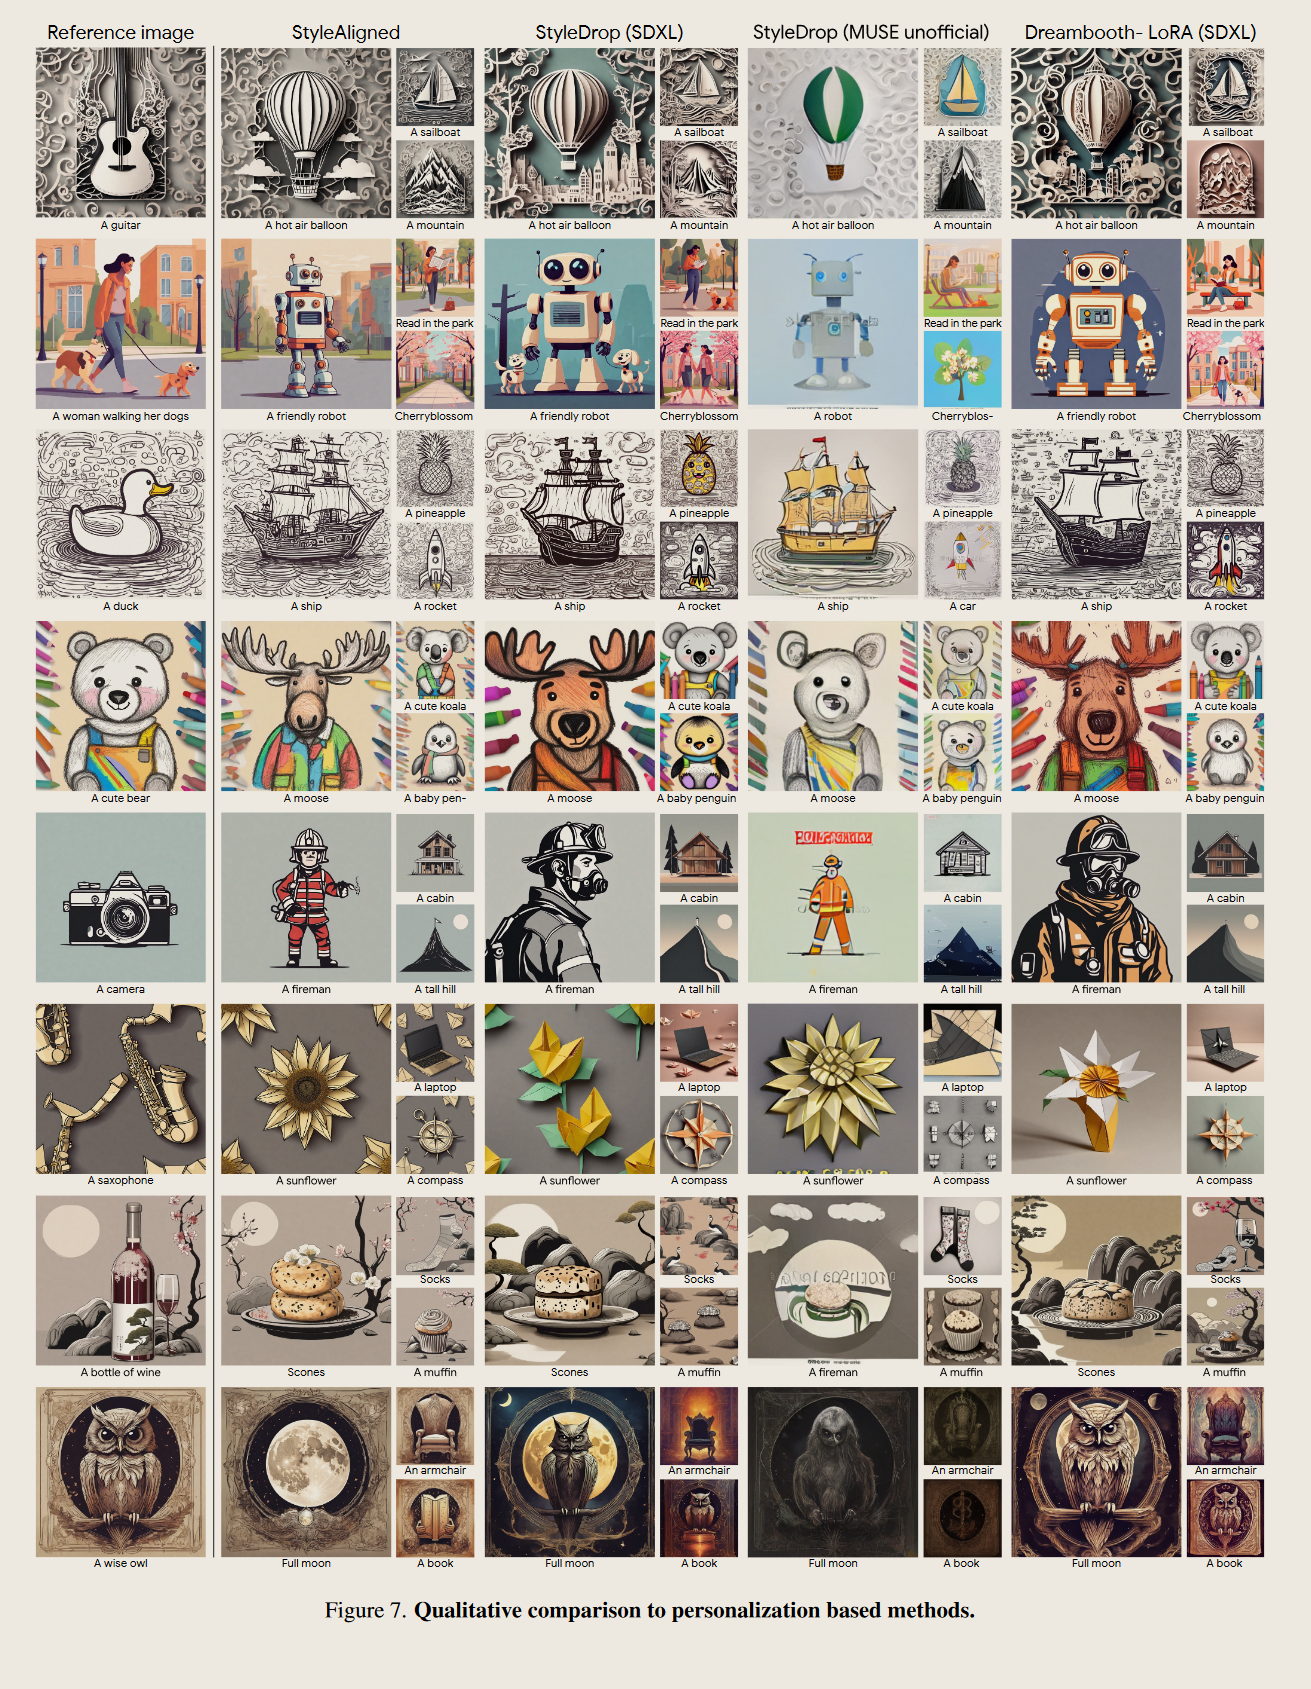 Reference image StyleAligned StyleDrop (SDXL) StyleDrop (MUSE unofficial) Dreambooth- LoRA (SDXL)
A sailboat A sailboat A sailboat A sailboat
A guitar A hot air balloon A mountain A hot air balloon A mountain A hot air balloon A mountain A hot air balloon A mountain
Read in the park Read in the park Read in the park Read in the park
A woman walking her dogs A friendly robot Cherryblossom A friendly robot Cherryblossom A robot Cherryblos- A friendly robot Cherryblossom
A pineapple A pineapple A pineapple A pineapple
A duck A ship A rocket A ship A rocket A ship A car A ship A rocket
A cute koala A cute koala A cute koala A cute koala
A cute bear A moose A baby pen- A moose A baby penguin A moose A baby penguin A moose A baby penguin
A cabin A cabin A cabin A cabin
A camera A fireman A tall hill A fireman A tall hill A fireman A tall hill A fireman A tall hill
A laptop A laptop A laptop A laptop
A saxophone A sunflower A compass A sunflower A compass A sunflower A compass A sunflower A compass
Socks Socks Socks Socks
A bottle of wine Scones A muffin Scones A muffin A fireman A muffin Scones A muffin
An armchair An armchair An armchair An armchair
A wise owl Full moon A book Full moon A book Full moon A book Full moon A book
Figure 7. Qualitative comparison to personalization based methods.